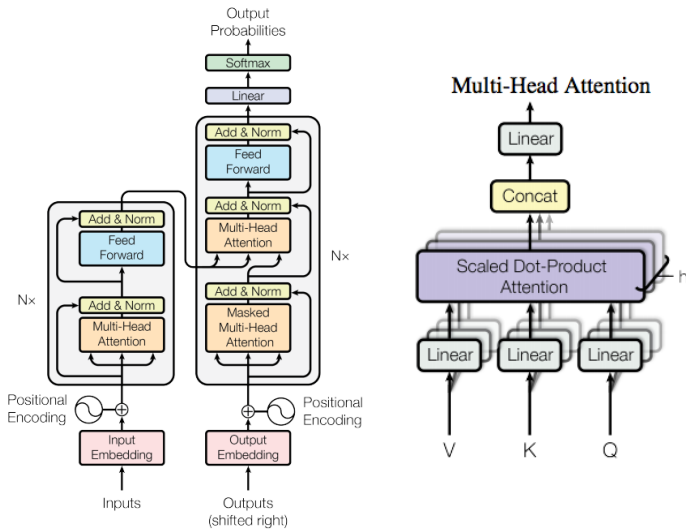 Output
Probabilities
Softmax
Linear
Add & Norm
Feed
Forward
Add & Norm
Multi-Head
Attention
Add & Norm
Masked
Multi-Head
Attention
Nx
Add & Norm
Feed
Forward
Add & Norm
Multi-Head
Attention
Nx
Positional
Encoding
Positional
Encoding
Input
Embedding
Output
Embedding
Inputs
Outputs
(shifted right)
Multi-Head Attention
Linear
Concat
Scaled Dot-Product
Attention
h
Linear
Linear
Linear
V
K
Q